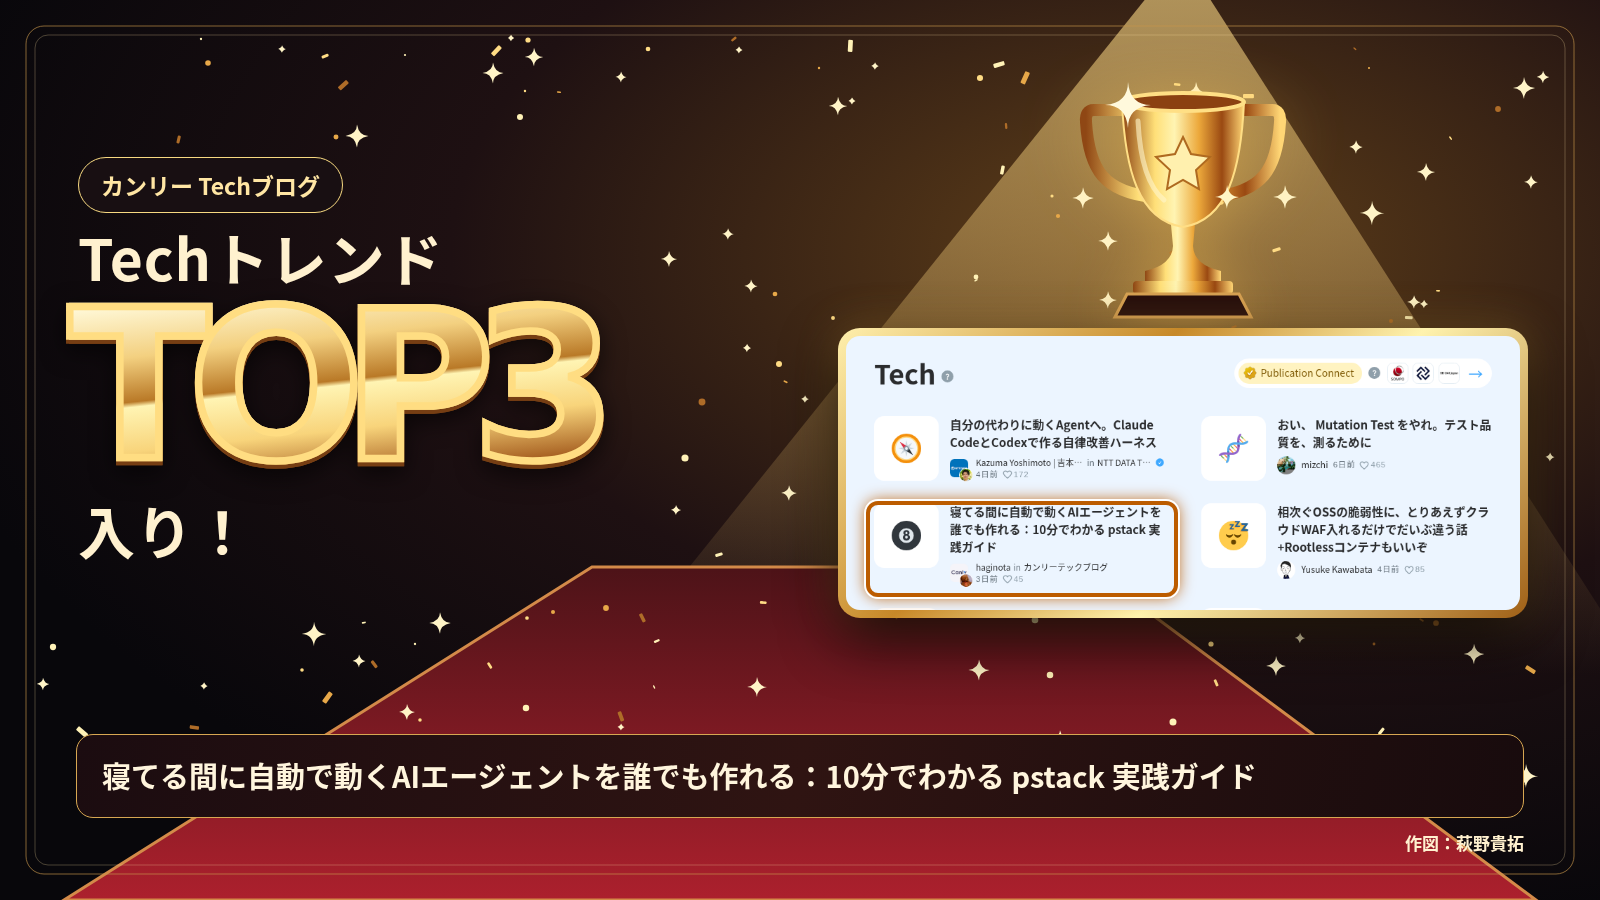 カンリー Techブログ
Techトレンド
TOP3
入り！
Tech ?
Publication Connect ?
自分の代わりに動くAgentへ。Claude
CodeとCodexで作る自律改善ハーネス
Kazuma Yoshimoto | 吉本… in NTT DATA T…
4日前 172
おい、 Mutation Test をやれ。テスト品
質を、測るために
mizchi 6日前 465
寝てる間に自動で動くAIエージェントを
誰でも作れる：10分でわかる pstack 実
践ガイド
haginota in カンリーテックブログ
3日前 45
相次ぐOSSの脆弱性に、とりあえずクラ
ウドWAF入れるだけでだいぶ違う話
+Rootlessコンテナもいいぞ
Yusuke Kawabata 4日前 85
寝てる間に自動で動くAIエージェントを誰でも作れる：10分でわかる pstack 実践ガイド
作図：萩野貴拓